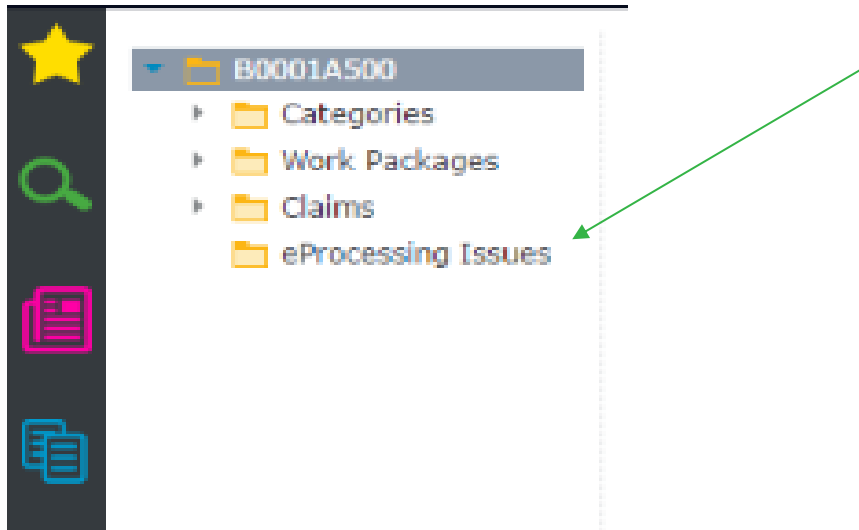 B0001A500
Categories
Work Packages
Claims
eProcessing Issues